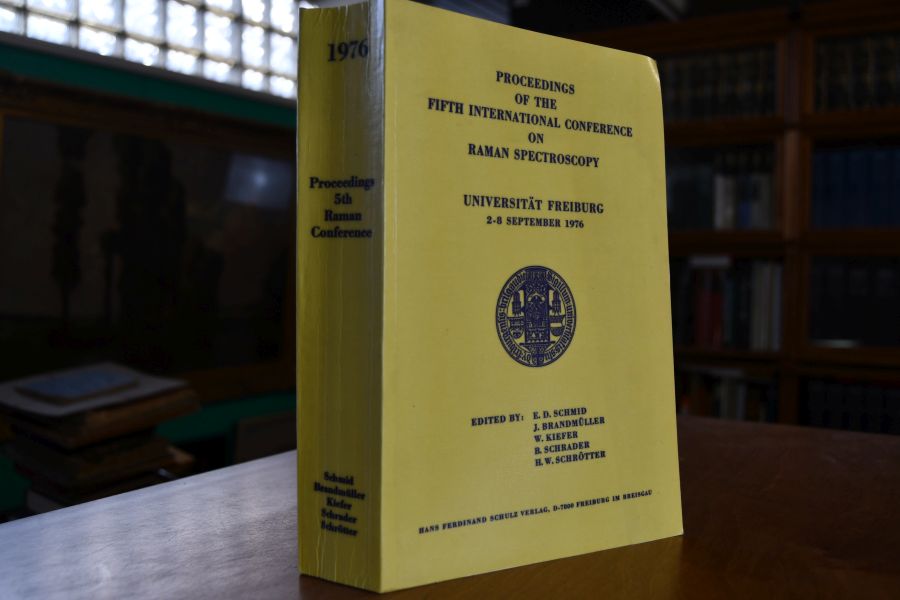 1976
Proceedings
5th
Raman
Conference
Schmid
Brandmüller
Kiefer
Schrader
Schrötter
PROCEEDINGS
OF THE
FIFTH INTERNATIONAL CONFERENCE
ON
RAMAN SPECTROSCOPY
UNIVERSITÄT FREIBURG
2-8 SEPTEMBER 1976
EDITED BY: E. D. SCHMID
J. BRANDMÜLLER
W. KIEFER
B. SCHRADER
H. W. SCHRÖTTER
HANS FERDINAND SCHULZ VERLAG, D-7800 FREIBURG IM BREISGAU